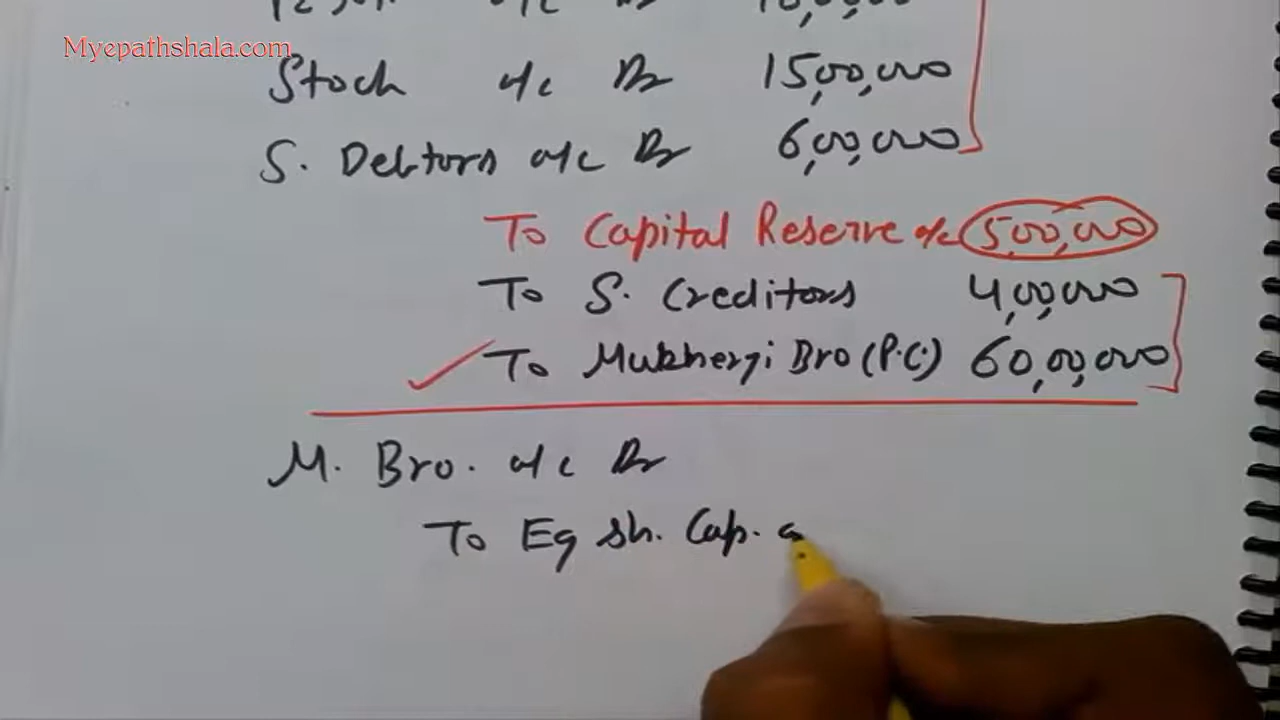 Myepathshala.com
Stock a/c Dr 15,00,000
S. Debtors a/c Dr 6,00,000
To Capital Reserve a/c 5,00,000
To S. Creditors 4,00,000
To Mukherji Bro (P.C.) 60,00,000
M. Bro. a/c Dr
To Eq Sh. Cap. a